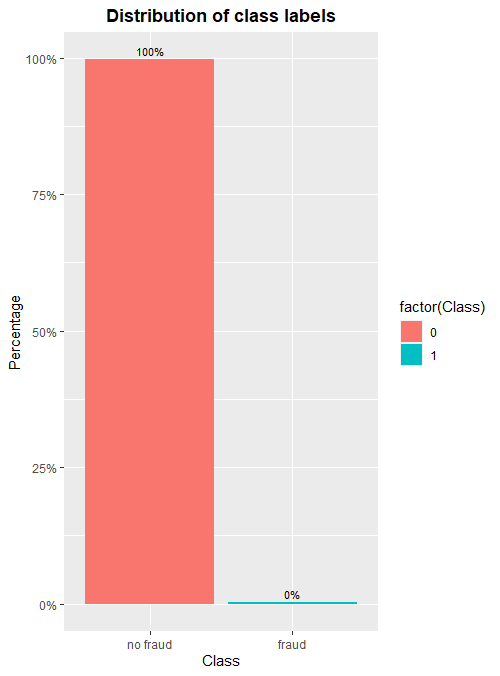 Distribution of class labels
100%
100%
75%
50%
25%
0%
0%
no fraud
fraud
Class
Percentage
factor(Class)
0
1